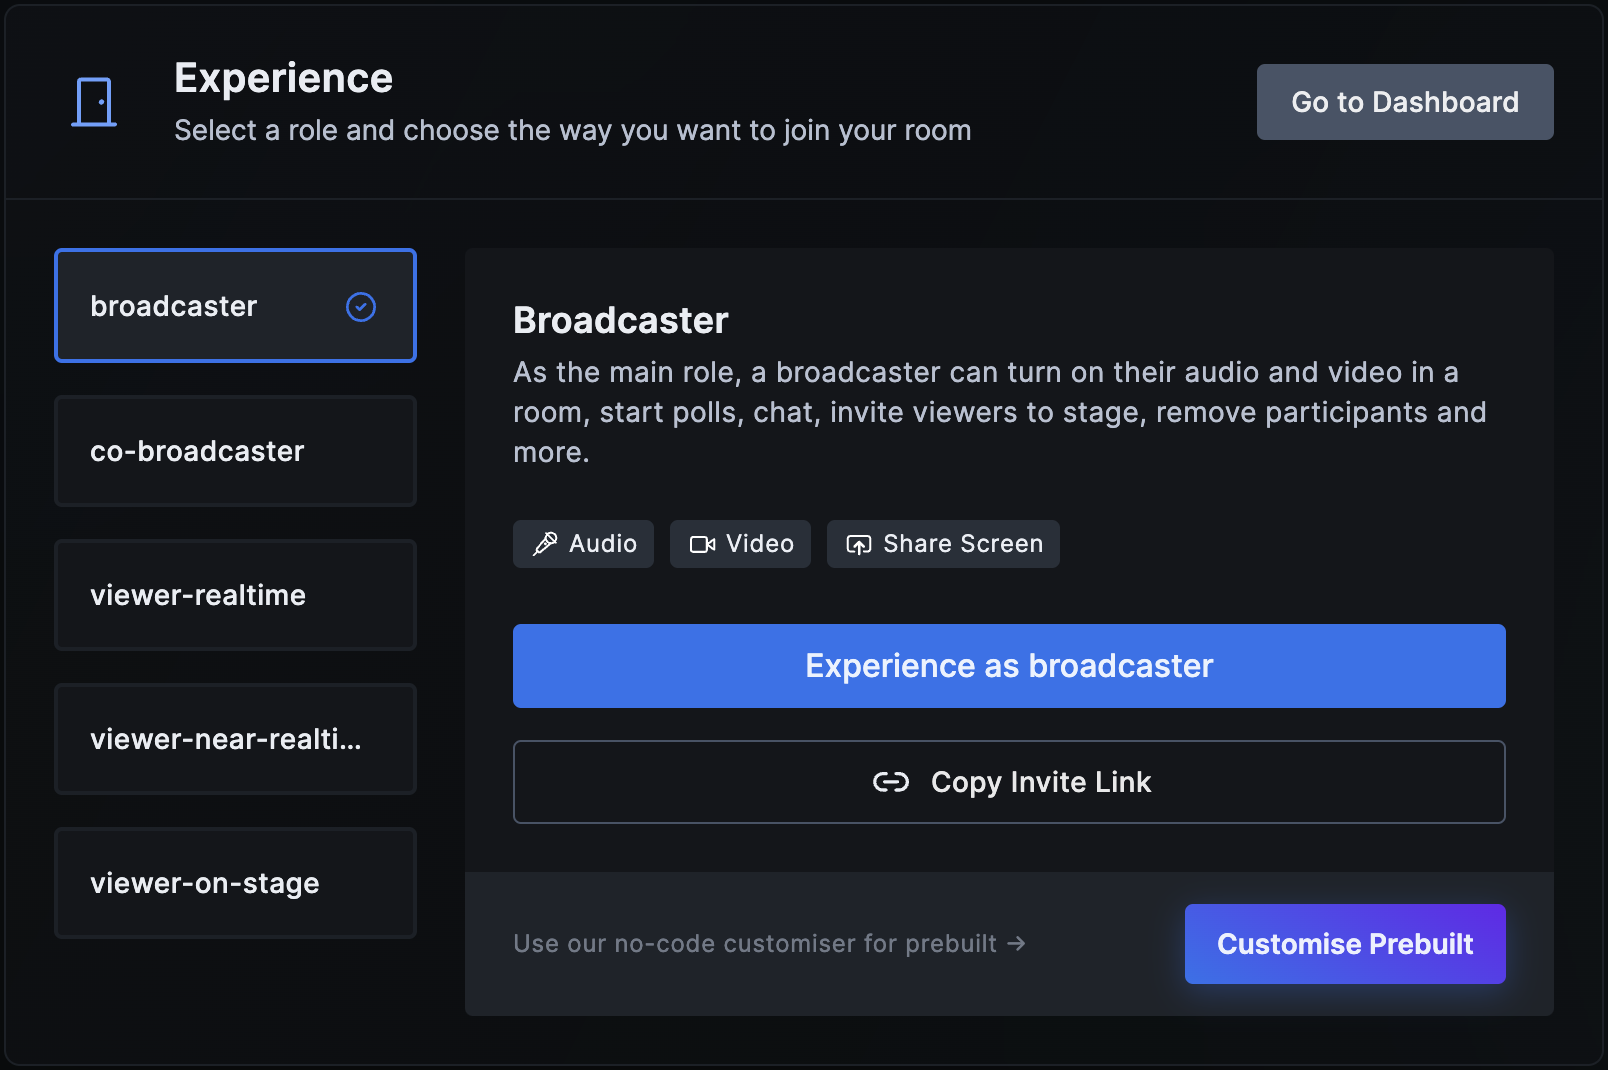 Experience
Select a role and choose the way you want to join your room
Go to Dashboard
broadcaster
co-broadcaster
viewer-realtime
viewer-near-realti...
viewer-on-stage
Broadcaster
As the main role, a broadcaster can turn on their audio and video in a
room, start polls, chat, invite viewers to stage, remove participants and
more.
Audio
Video
Share Screen
Experience as broadcaster
Copy Invite Link
Use our no-code customiser for prebuilt →
Customise Prebuilt